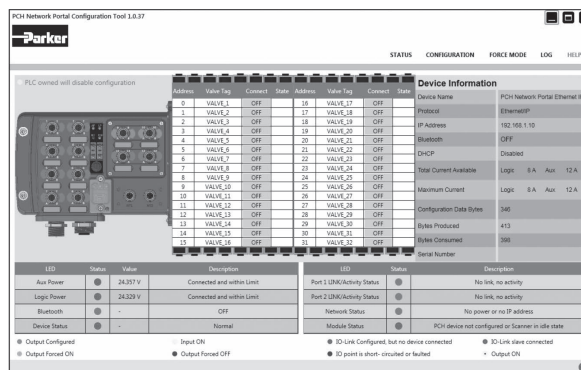 PCH Network Portal Configuration Tool 1.0.37
Parker
STATUS CONFIGURATION FORCE MODE LOG HELP
PLC owned will disable configuration
Address Valve Tag Connect State Address Valve Tag Connect State
0 VALVE_1 OFF 16 VALVE_17 OFF
1 VALVE_2 OFF 17 VALVE_18 OFF
2 VALVE_3 OFF 18 VALVE_19 OFF
3 VALVE_4 OFF 19 VALVE_20 OFF
4 VALVE_5 OFF 20 VALVE_21 OFF
5 VALVE_6 OFF 21 VALVE_22 OFF
6 VALVE_7 OFF 22 VALVE_23 OFF
7 VALVE_8 OFF 23 VALVE_24 OFF
8 VALVE_9 OFF 24 VALVE_25 OFF
9 VALVE_10 OFF 25 VALVE_26 OFF
10 VALVE_11 OFF 26 VALVE_27 OFF
11 VALVE_12 OFF 27 VALVE_28 OFF
12 VALVE_13 OFF 28 VALVE_29 OFF
13 VALVE_14 OFF 29 VALVE_30 OFF
14 VALVE_15 OFF 30 VALVE_31 OFF
15 VALVE_16 OFF 31 VALVE_32 OFF
Device Information
Device Name PCH Network Portal Ethernet I
Protocol Ethernet/IP
IP Address 192.168.1.10
Bluetooth OFF
DHCP Disabled
Total Current Available Logic 8 A Aux 12 A
Maximum Current Logic 8 A Aux 12 A
Configuration Data Bytes 346
Bytes Produced 413
Bytes Consumed 398
Serial Number
LED Status Value Description LED Status Description
Aux Power 24.357 V Connected and within Limit Port 1 LINK/Activity Status No link, no activity
Logic Power 24.329 V Connected and within Limit Port 2 LINK/Activity Status No link, no activity
Bluetooth - OFF Network Status No power or no IP address
Device Status - Normal Module Status PCH device not configured or Scanner in idle state
Output Configured Input ON IO-Link Configured, but no device connected IO-Link slave connected
Output Forced ON Output Forced OFF IO point is short- circuited or faulted Output ON